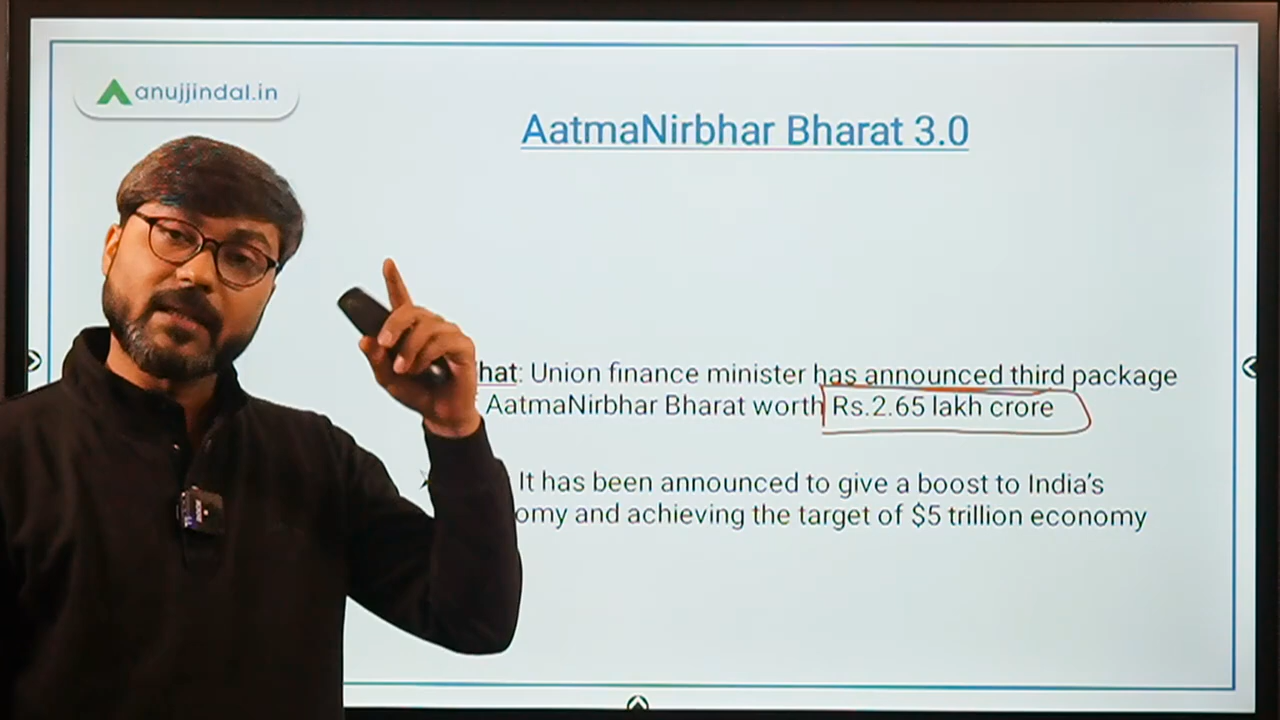 anujjindal.in
AatmaNirbhar Bharat 3.0
hat: Union finance minister has announced third package
AatmaNirbhar Bharat worth Rs.2.65 lakh crore
It has been announced to give a boost to India's
omy and achieving the target of $5 trillion economy